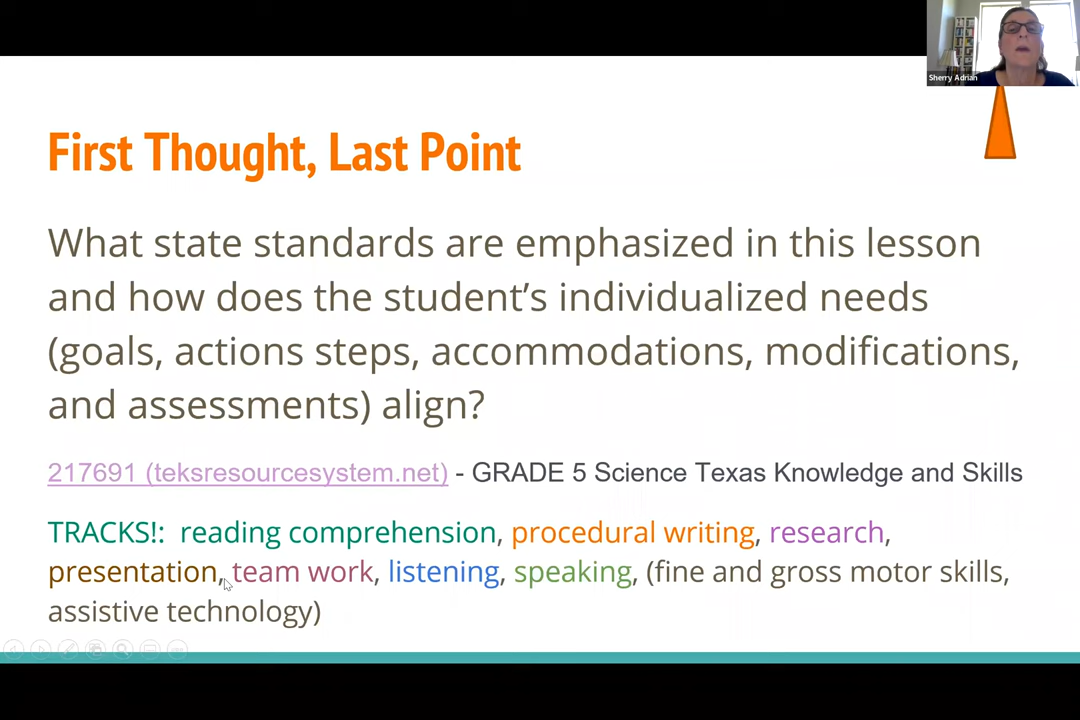 Sherry Adrian
First Thought, Last Point
What state standards are emphasized in this lesson
and how does the student's individualized needs
(goals, actions steps, accommodations, modifications,
and assessments) align?
217691 (teksresourcesystem.net) - GRADE 5 Science Texas Knowledge and Skills
TRACKS!: reading comprehension, procedural writing, research,
presentation, team work, listening, speaking, (fine and gross motor skills,
assistive technology)